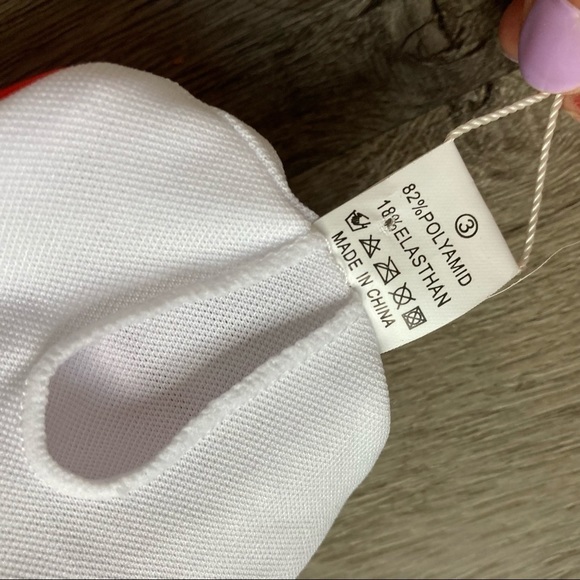 ③
82%POLYAMID
18%ELASTHAN
MADE IN CHINA